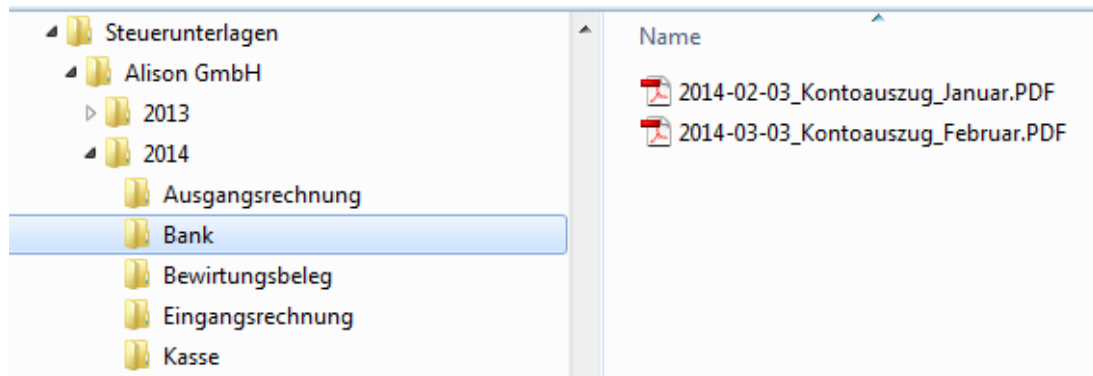 Steuerunterlagen
Alison GmbH
2013
2014
Ausgangsrechnung
Bank
Bewirtungsbeleg
Eingangsrechnung
Kasse
Name
2014-02-03_Kontoauszug_Januar.PDF
2014-03-03_Kontoauszug_Februar.PDF